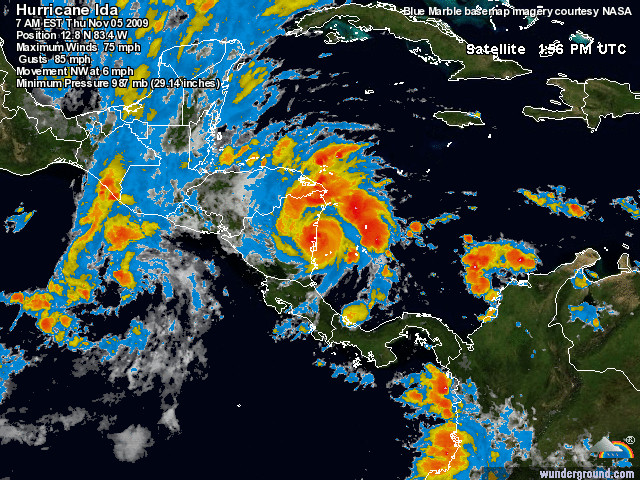 Hurricane Ida
7 AM EST Thu Nov 05 2009
Position 12.8 N 83.4 W
Maximum Winds 75 mph
Gusts 85 mph
Movement NW at 6 mph
Minimum Pressure 987 mb (29.14 inches)
Blue Marble basemap imagery courtesy NASA
Satellite 1:56 PM UTC
®
wunderground.com